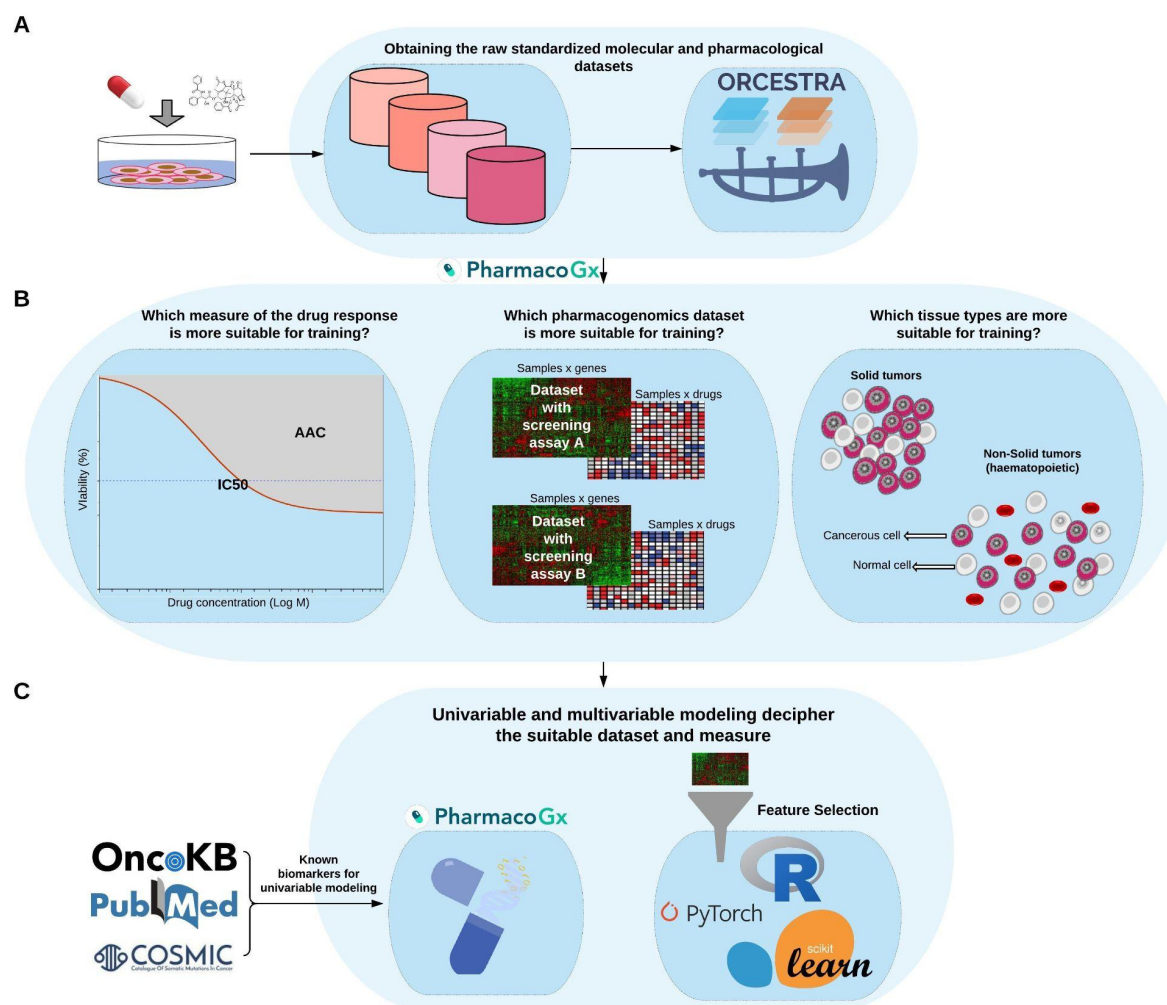 A
Obtaining the raw standardized molecular and pharmacological
datasets
ORCESTRA
PharmacoGx
B
Which measure of the drug response
is more suitable for training?
Viability (%)
AAC
IC50
Drug concentration (Log M)
Which pharmacogenomics dataset
is more suitable for training?
Samples x genes
Samples x drugs
Dataset
with
screening
assay A
Samples x genes
Samples x drugs
Dataset
with
screening
assay B
Which tissue types are more
suitable for training?
Solid tumors
Non-Solid tumors
(haematopoietic)
Cancerous cell
Normal cell
C
Univariable and multivariable modeling decipher
the suitable dataset and measure
OncoKB
PubMed
COSMIC
Catalogue Of Somatic Mutations In Cancer
Known
biomarkers for
univariable modeling
PharmacoGx
Feature Selection
R
PyTorch
scikit
learn